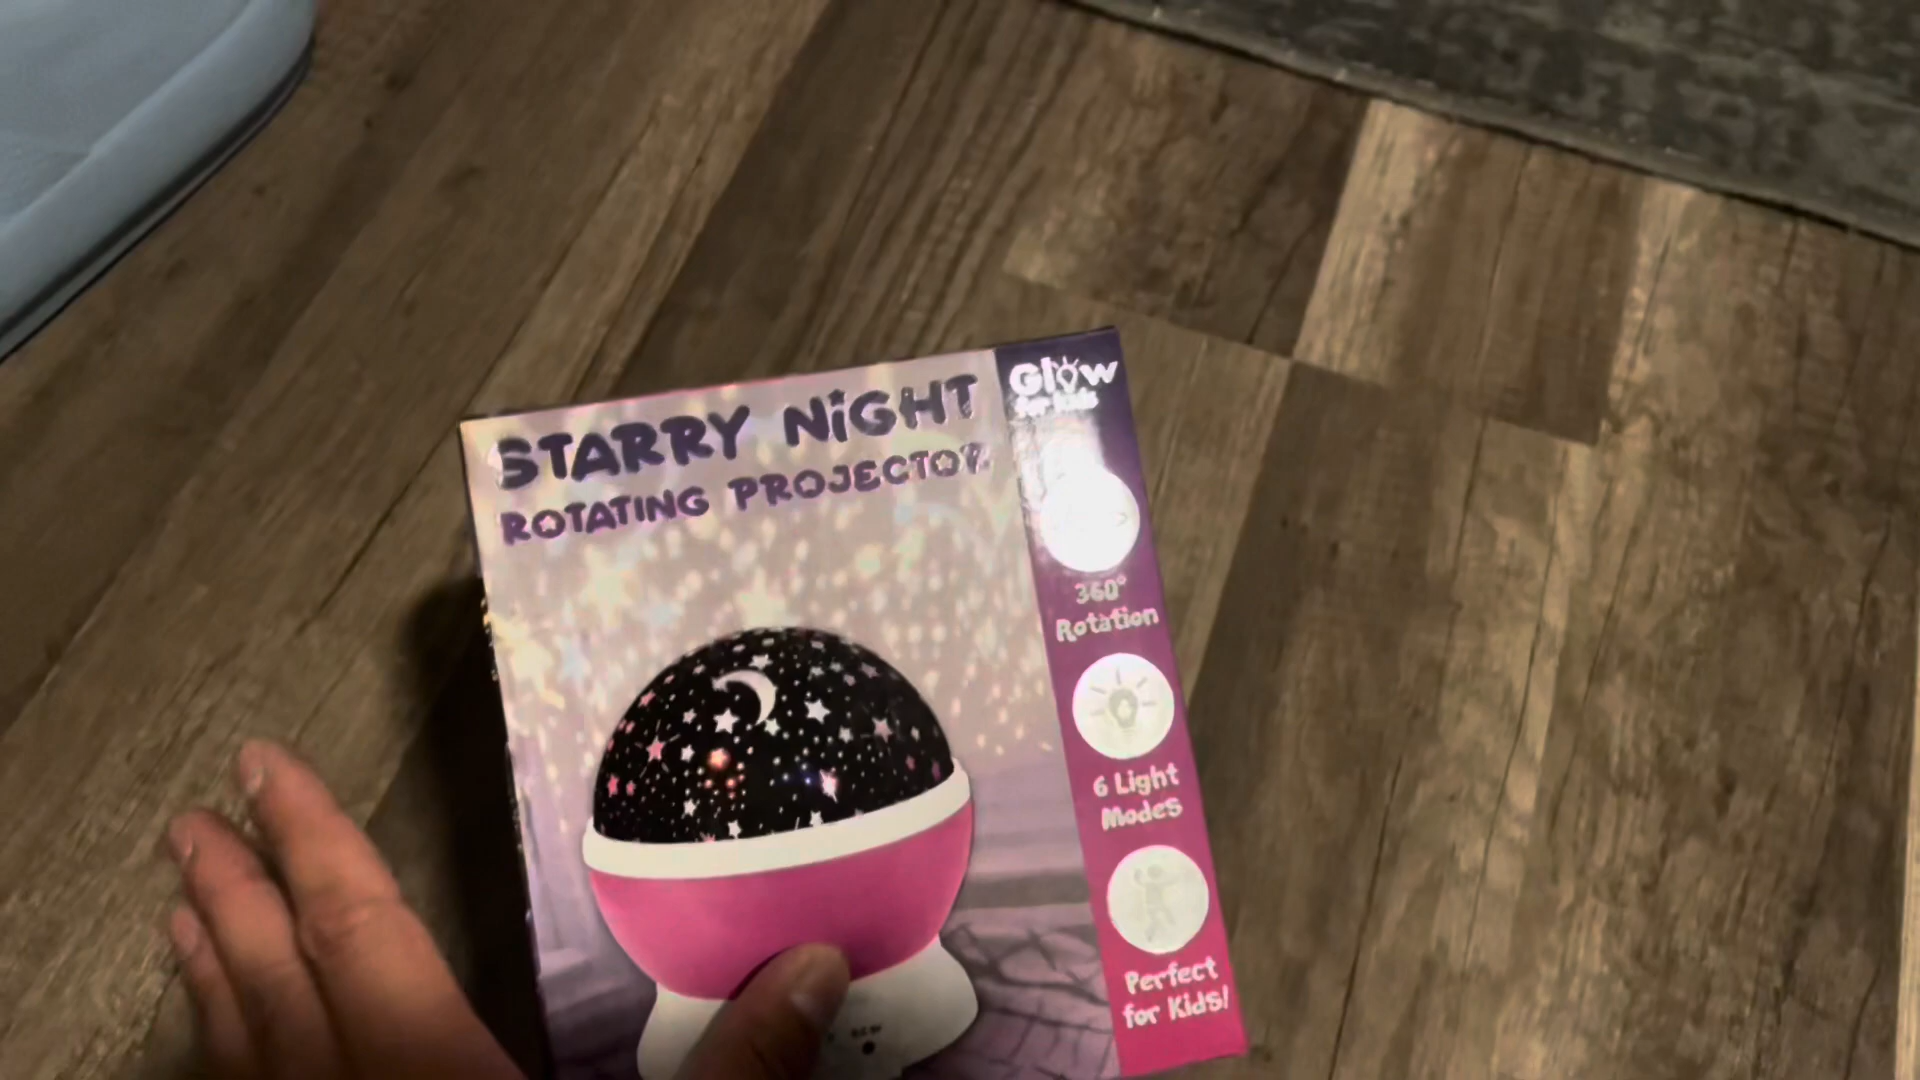 STARRY NiGHT
ROTATING PROJECTOR
Glow
for kids
360°
Rotation
6 Light
Modes
Perfect
for Kids!